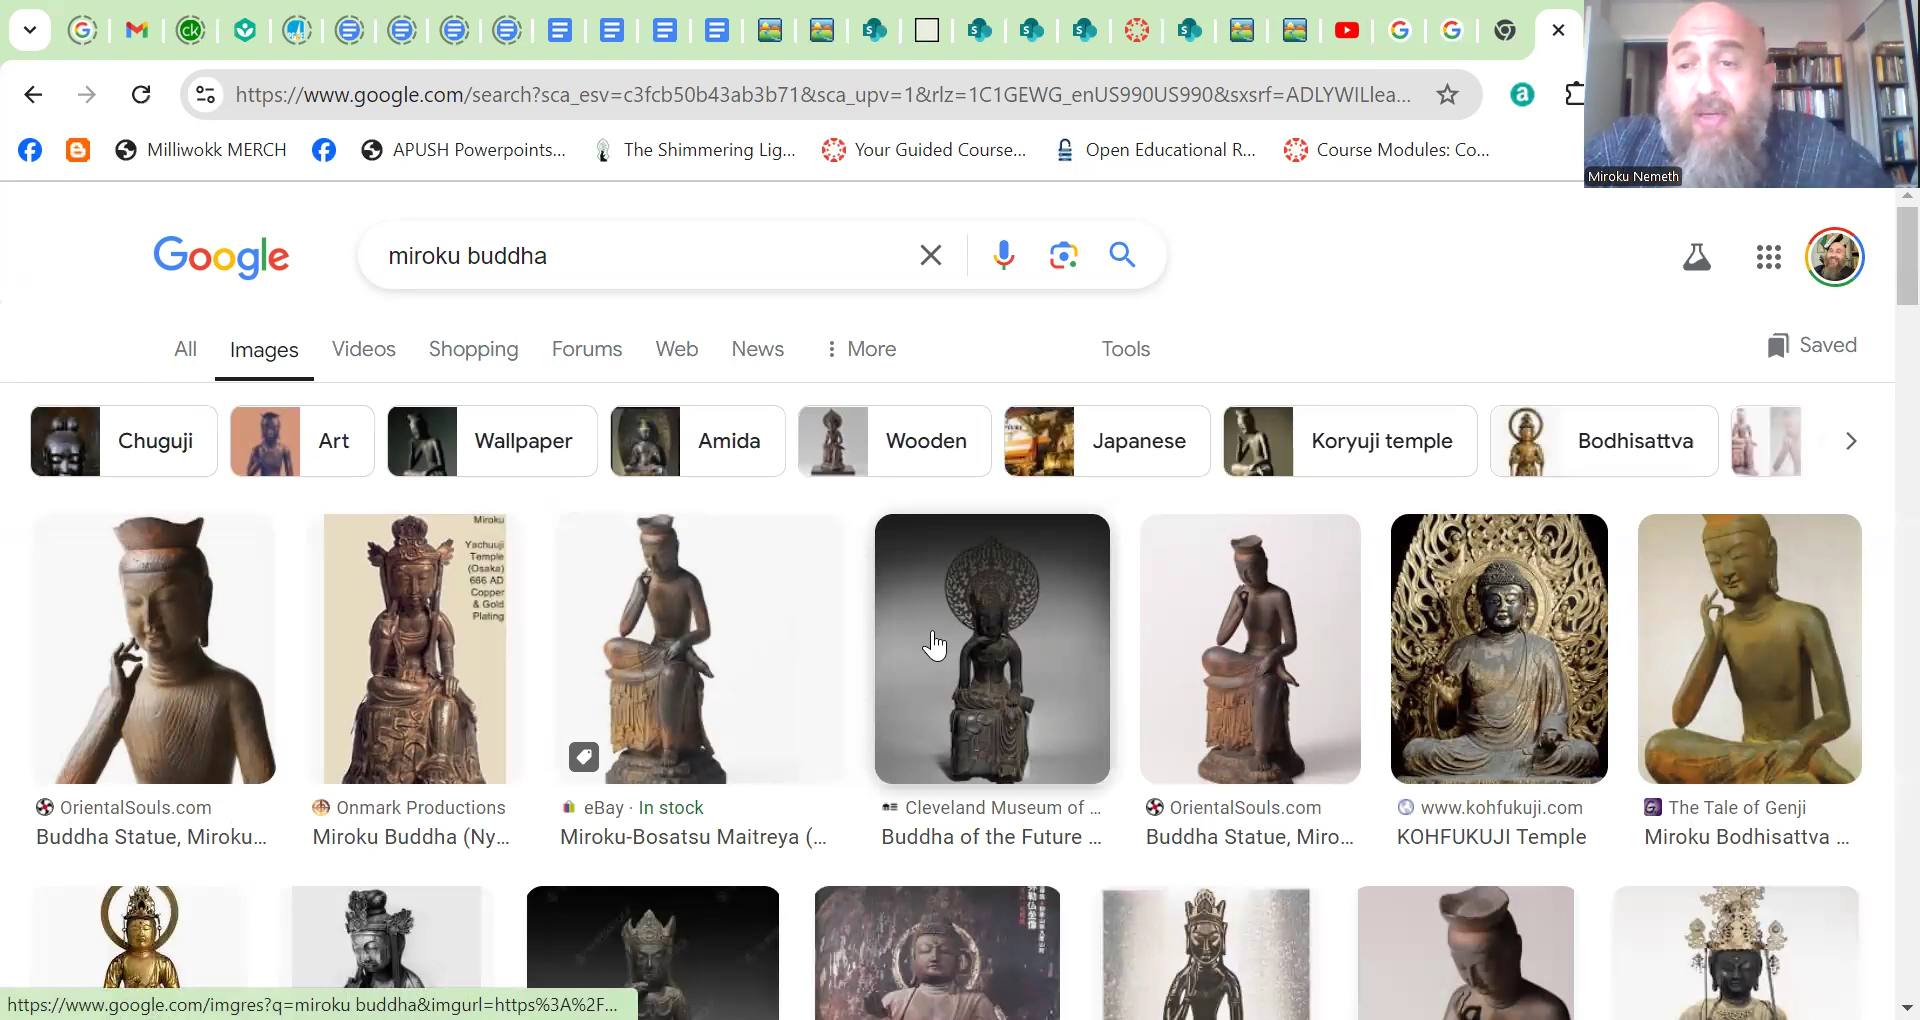 https://www.google.com/search?sca_esv=c3fcb50b43ab3b71&sca_upv=1&rlz=1C1GEWG_enUS990US990&sxsrf=ADLYWILlea...
Milliwokk MERCH
APUSH Powerpoints...
The Shimmering Lig...
Your Guided Course...
Open Educational R...
Course Modules: Co...
Miroku Nemeth
Google
miroku buddha
All
Images
Videos
Shopping
Forums
Web
News
More
Tools
Saved
Chuguji
Art
Wallpaper
Amida
Wooden
Japanese
Koryuji temple
Bodhisattva
Miroku
Yachuuji
Temple
(Osaka)
666 AD
Copper
& Gold
Plating
OrientalSouls.com
Buddha Statue, Miroku...
Onmark Productions
Miroku Buddha (Ny...
eBay · In stock
Miroku-Bosatsu Maitreya (...
Cleveland Museum of ...
Buddha of the Future ...
OrientalSouls.com
Buddha Statue, Miro...
www.kohfukuji.com
KOHFUKUJI Temple
The Tale of Genji
Miroku Bodhisattva ...
https://www.google.com/imgres?q=miroku buddha&imgurl=https%3A%2F...